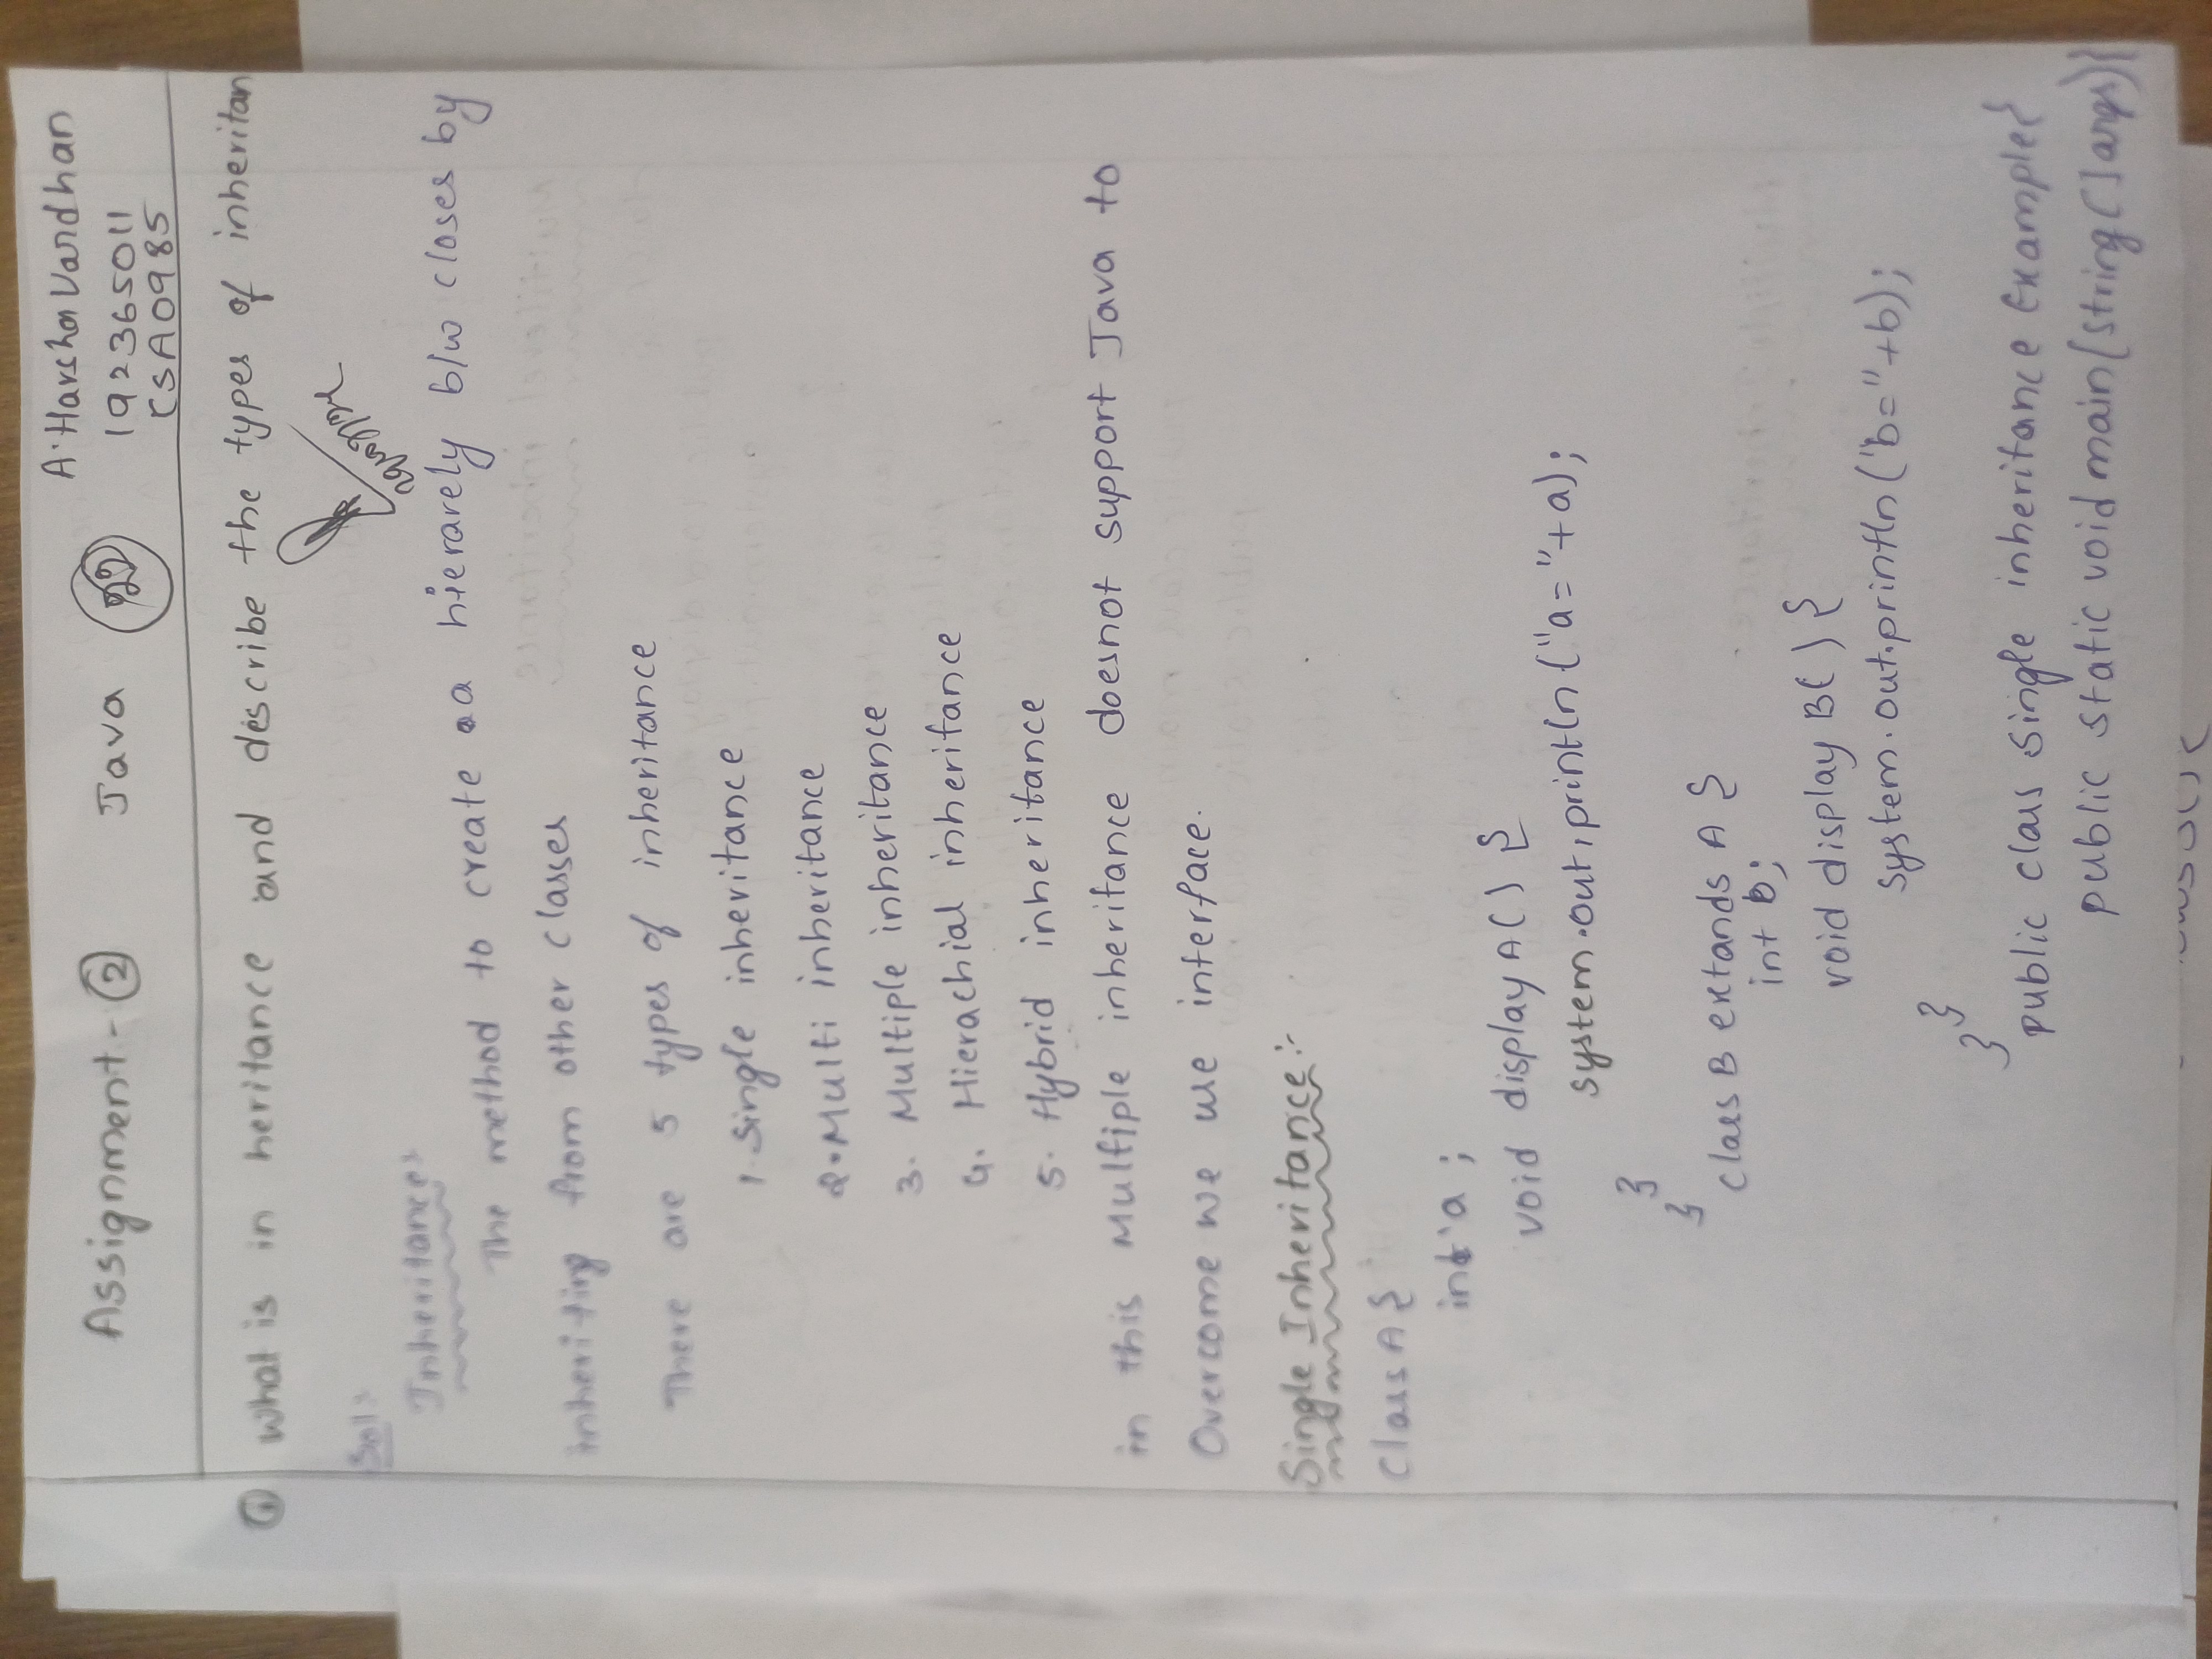 A. Harsha Vardhan
Assignment - ② Java
192365011
CSA0985
① What is in heritance and describe the types of inheritan
Sol:
Inheritance:
The method to create a hierarely b/w closes by
inheriting from other classes
There are 5 types of inheritance
1. Single inheritance
2. Multi inheritance
3. Multiple inheritance
4. Hierachial inheritance
5. Hybrid inheritance
in this Multiple inheritance doesnot support Java to
Overcome we use interface.
Single Inheritance :-
Class A {
int a ;
void display A( ) {
system.out,println ("a= "+a);
}
}
class B extands A {
int b;
void display B( ) {
system.out.println ("b= "+b);
}
}
public class Single inheritance Example{
public static void main(String[] args){